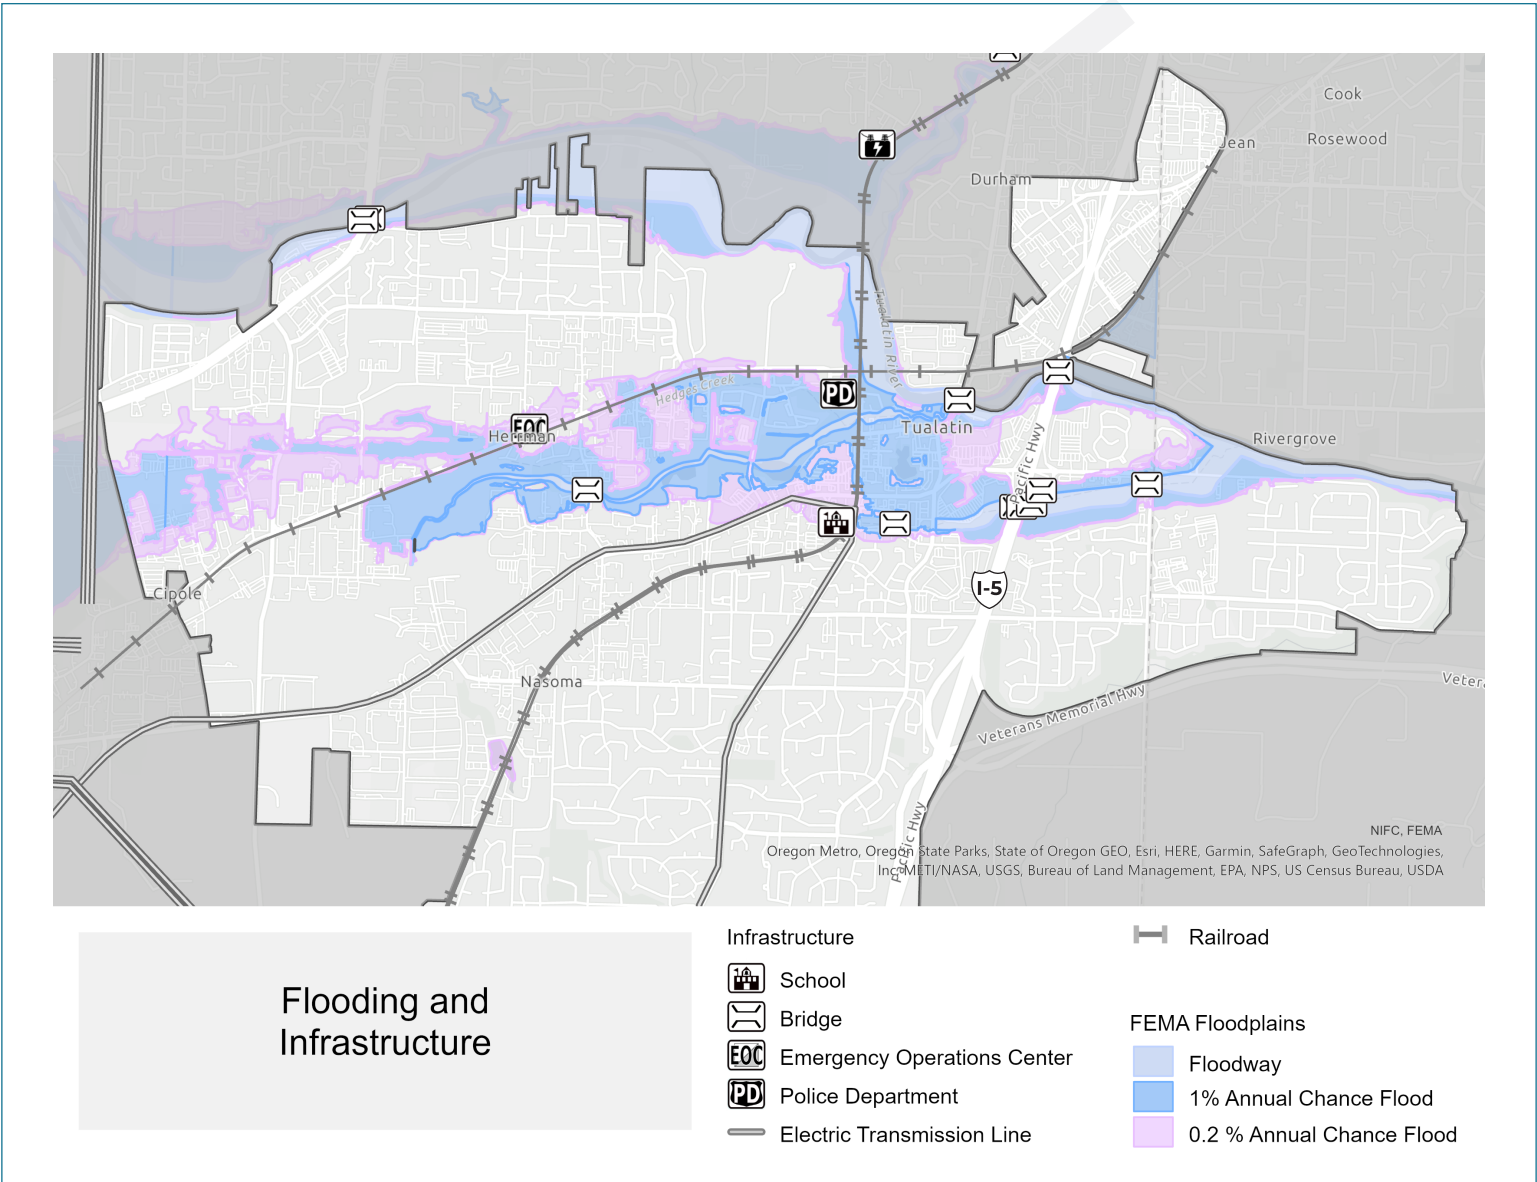 Cook
Rosewood
Jean
Durham
Tualatin River
Hedges Creek
PD
EOC
Herrman
Tualatin
Pacific Hwy
Rivergrove
I-5
Cipole
Nasoma
Veterans Memorial Hwy
Veter
Pacific Hwy
NIFC, FEMA
Oregon Metro, Oregon State Parks, State of Oregon GEO, Esri, HERE, Garmin, SafeGraph, GeoTechnologies,
Inc, METI/NASA, USGS, Bureau of Land Management, EPA, NPS, US Census Bureau, USDA
Flooding and
Infrastructure
Infrastructure
School
Bridge
EOC Emergency Operations Center
PD Police Department
Electric Transmission Line
Railroad
FEMA Floodplains
Floodway
1% Annual Chance Flood
0.2 % Annual Chance Flood